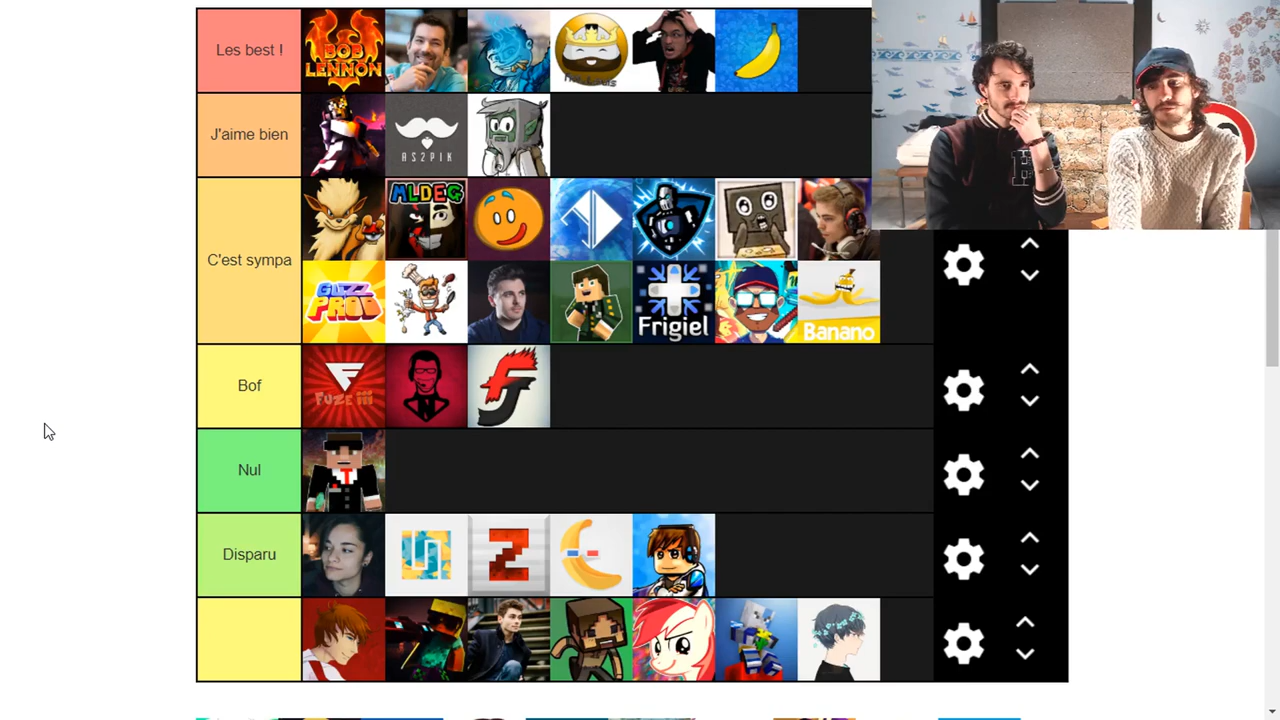 Les best !
BOB
LENNON
J'aime bien
AS2PIK
C'est sympa
MLDEG
GUZZ
PROD
Frigiel
Banano
Bof
FUZE III
N
Nul
Disparu
Z